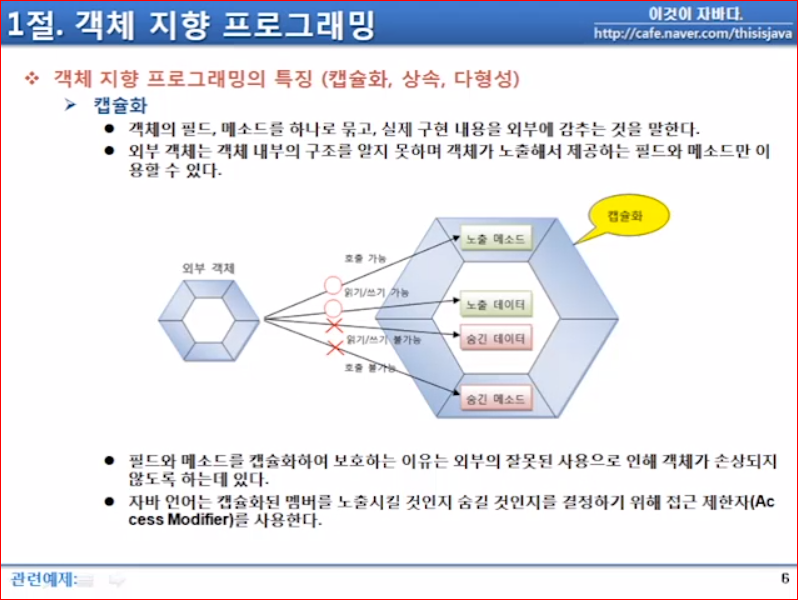 1절. 객체 지향 프로그래밍
이것이 자바다.
http://cafe.naver.com/thisisjava
객체 지향 프로그래밍의 특징 (캡슐화, 상속, 다형성)
캡슐화
객체의 필드, 메소드를 하나로 묶고, 실제 구현 내용을 외부에 감추는 것을 말한다.
외부 객체는 객체 내부의 구조를 알지 못하며 객체가 노출해서 제공하는 필드와 메소드만 이
용할 수 있다.
캡슐화
노출 메소드
호출 가능
외부 객체
읽기/쓰기 가능
노출 데이터
숨긴 데이터
읽기/쓰기 불가능
호출 불가능
숨긴 메소드
필드와 메소드를 캡슐화하여 보호하는 이유는 외부의 잘못된 사용으로 인해 객체가 손상되지
않도록 하는데 있다.
자바 언어는 캡슐화된 멤버를 노출시킬 것인지 숨길 것인지를 결정하기 위해 접근 제한자(Ac
cess Modifier)를 사용한다.
관련예제:
6